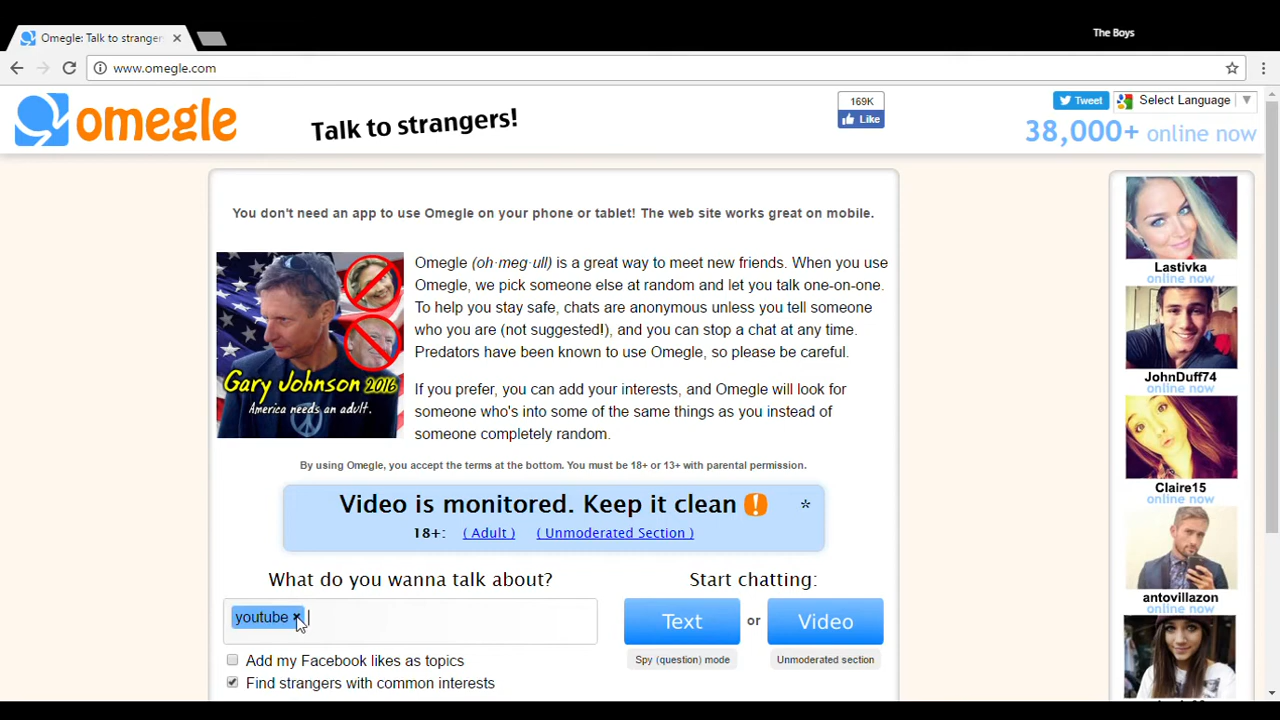 Omegle: Talk to stranger
The Boys
www.omegle.com
omegle
Talk to strangers!
169K
Like
Tweet
Select Language
38,000+ online now
You don't need an app to use Omegle on your phone or tablet! The web site works great on mobile.
Gary Johnson 2016
America needs an adult.
Omegle (oh·meg·ull) is a great way to meet new friends. When you use
Omegle, we pick someone else at random and let you talk one-on-one.
To help you stay safe, chats are anonymous unless you tell someone
who you are (not suggested!), and you can stop a chat at any time.
Predators have been known to use Omegle, so please be careful.
If you prefer, you can add your interests, and Omegle will look for
someone who's into some of the same things as you instead of
someone completely random.
By using Omegle, you accept the terms at the bottom. You must be 18+ or 13+ with parental permission.
Video is monitored. Keep it clean ! *
18+: ( Adult ) ( Unmoderated Section )
What do you wanna talk about?
youtube ×
Add my Facebook likes as topics
Find strangers with common interests
Start chatting:
Text or Video
Spy (question) mode
Unmoderated section
Lastivka
online now
JohnDuff74
online now
Claire15
online now
antovillazon
online now